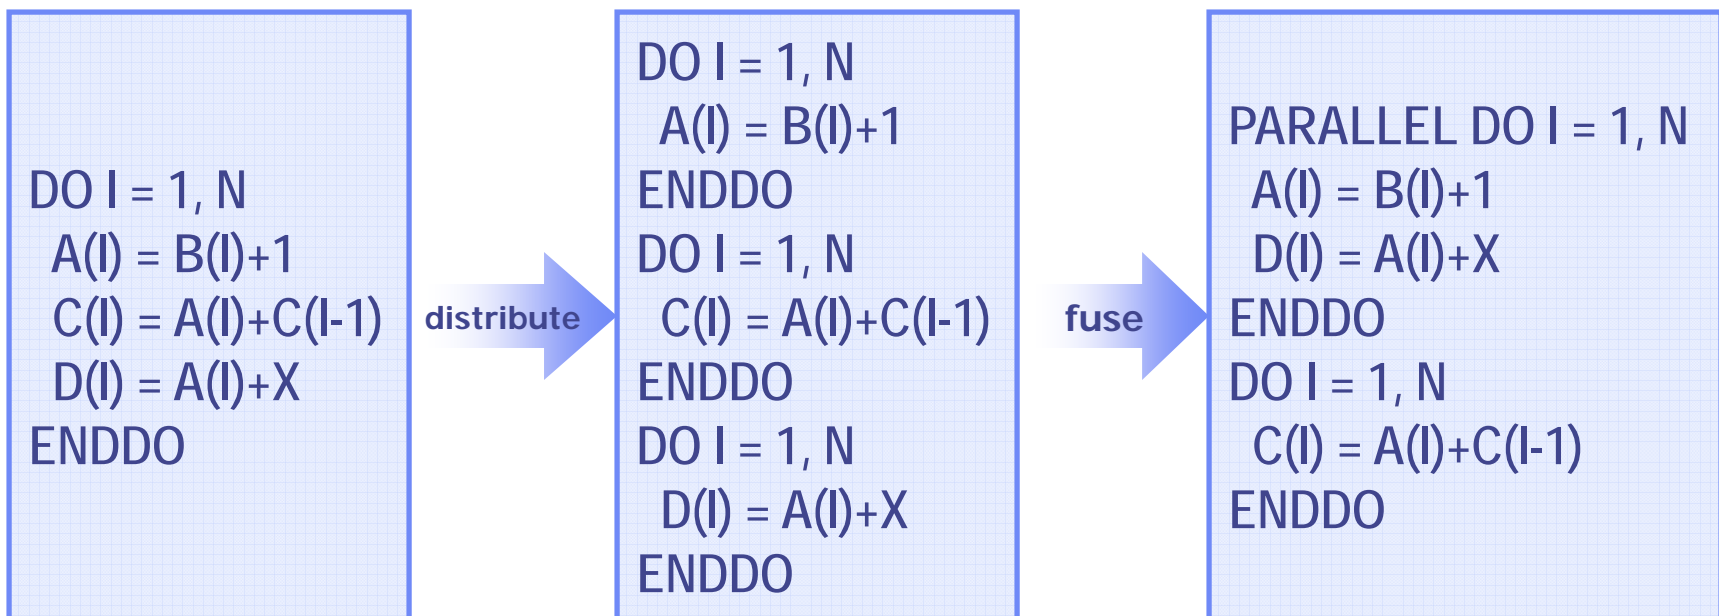 DO I = 1, N
A(I) = B(I)+1
C(I) = A(I)+C(I-1)
D(I) = A(I)+X
ENDDO
distribute
DO I = 1, N
A(I) = B(I)+1
ENDDO
DO I = 1, N
C(I) = A(I)+C(I-1)
ENDDO
DO I = 1, N
D(I) = A(I)+X
ENDDO
fuse
PARALLEL DO I = 1, N
A(I) = B(I)+1
D(I) = A(I)+X
ENDDO
DO I = 1, N
C(I) = A(I)+C(I-1)
ENDDO